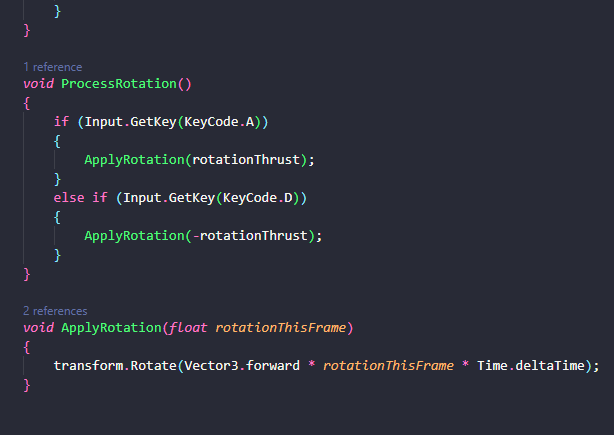 }
}

1 reference
void ProcessRotation()
{
    if (Input.GetKey(KeyCode.A))
    {
        ApplyRotation(rotationThrust);
    }
    else if (Input.GetKey(KeyCode.D))
    {
        ApplyRotation(-rotationThrust);
    }
}

2 references
void ApplyRotation(float rotationThisFrame)
{
    transform.Rotate(Vector3.forward * rotationThisFrame * Time.deltaTime);
}